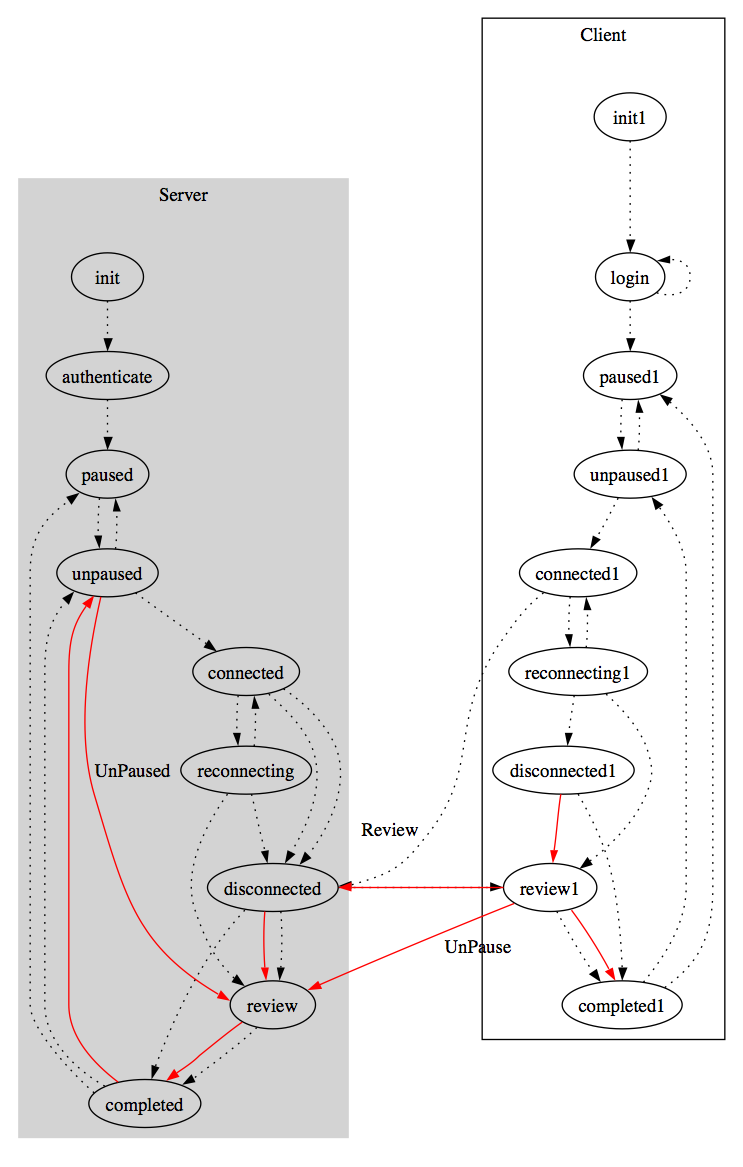 Client
init1
Server
init
login
authenticate
paused1
paused
unpaused1
unpaused
connected1
connected
reconnecting1
UnPaused
reconnecting
disconnected1
Review
disconnected
review1
UnPause
review
completed1
completed